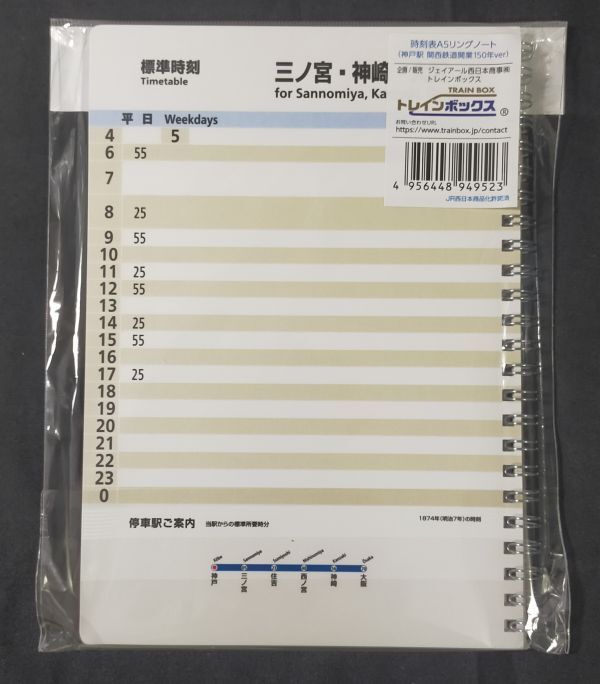 標準時刻
Timetable
三ノ宮・神崎
for Sannomiya, Ka
時刻表A5リングノート
(神戸駅 関西鉄道開業150年ver)
企画/販売 ジェイアール西日本商事㈱
トレインボックス
TRAIN BOX
トレインボックス®
お問い合わせURL
https://www.trainbox.jp/contact
4 956448 949523
JR西日本商品化許諾済
平 日 Weekdays
4 5
6 55
7
8 25
9 55
10
11 25
12 55
13
14 25
15 55
16
17 25
18
19
20
21
22
23
0
停車駅ご案内 当駅からの標準所要時分
1874年(明治7年)の時刻
Kobe Sannomiya Sumiyoshi Nishinomiya Kanzaki Osaka
神戸 三ノ宮 住吉 西ノ宮 神崎 大阪